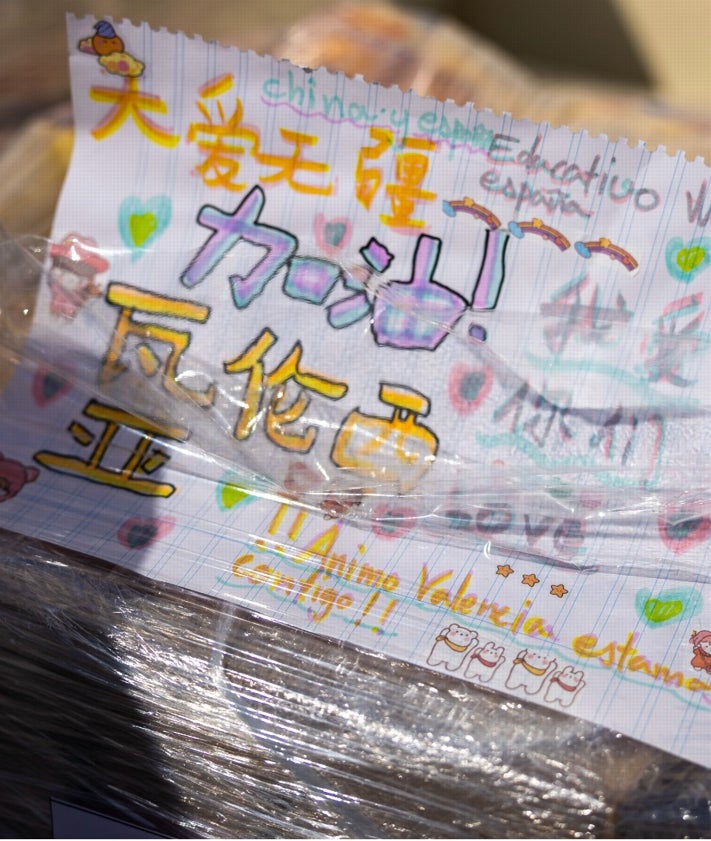 大爱无疆
china y españa
Educativo
españa
加油!
我爱
你们
瓦伦西
亚
Love
¡¡Animo Valencia estamos
contigo!!